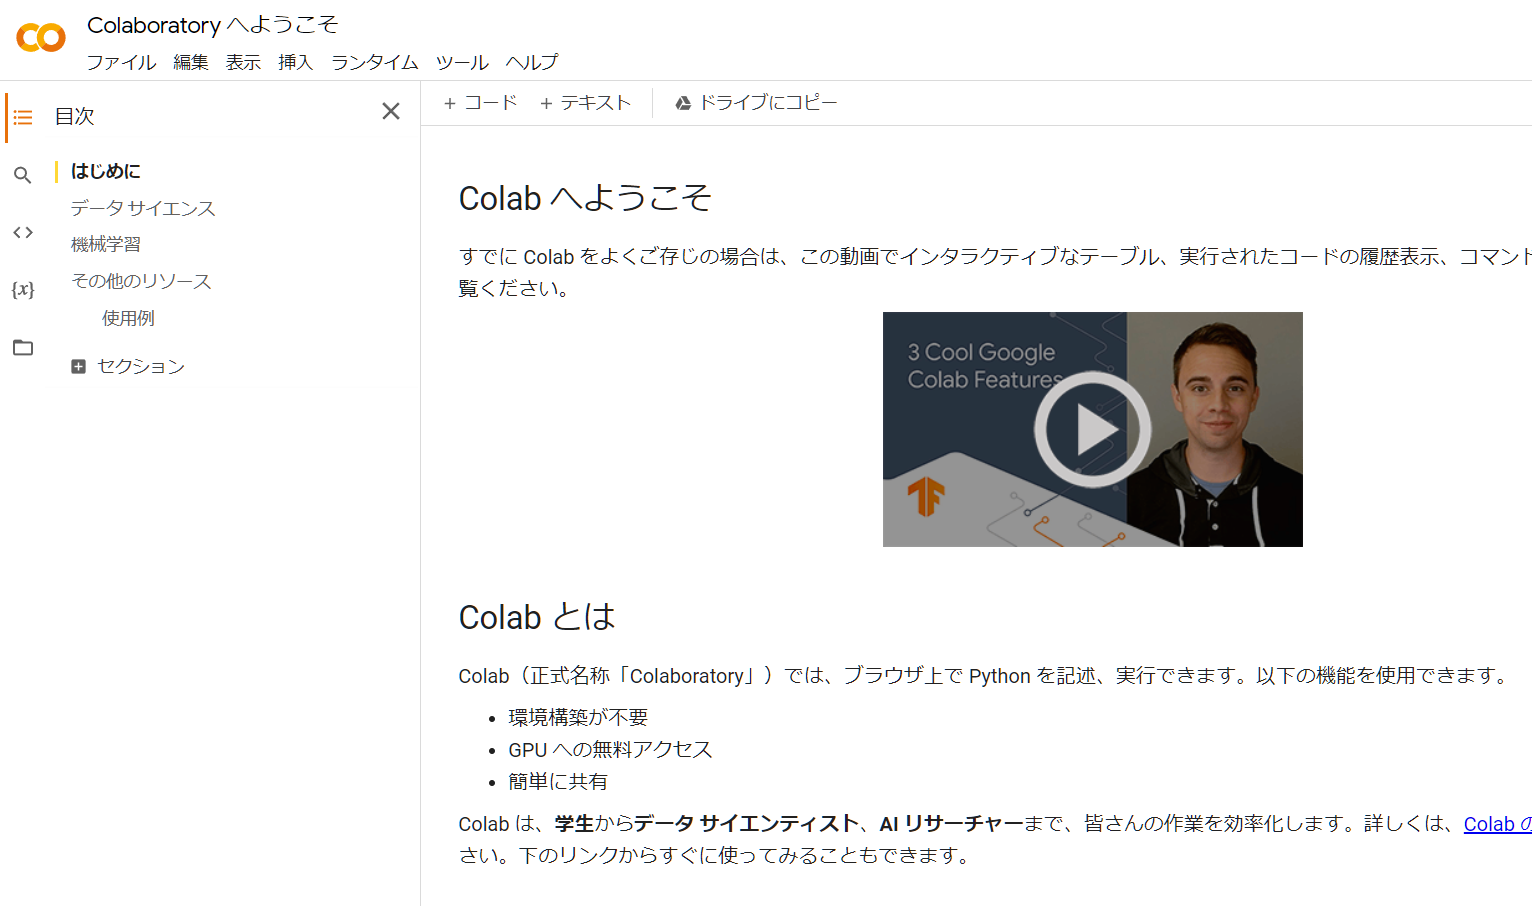 Colaboratory へようこそ
ファイル 編集 表示 挿入 ランタイム ツール ヘルプ
目次
はじめに
データ サイエンス
機械学習
その他のリソース
使用例
セクション
+ コード + テキスト ドライブにコピー
Colab へようこそ
すでに Colab をよくご存じの場合は、この動画でインタラクティブなテーブル、実行されたコードの履歴表示、コマンド
覧ください。
3 Cool Google
Colab Features
Colab とは
Colab（正式名称「Colaboratory」）では、ブラウザ上で Python を記述、実行できます。以下の機能を使用できます。
• 環境構築が不要
• GPU への無料アクセス
• 簡単に共有
Colab は、学生からデータ サイエンティスト、AI リサーチャーまで、皆さんの作業を効率化します。詳しくは、Colab の
さい。下のリンクからすぐに使ってみることもできます。